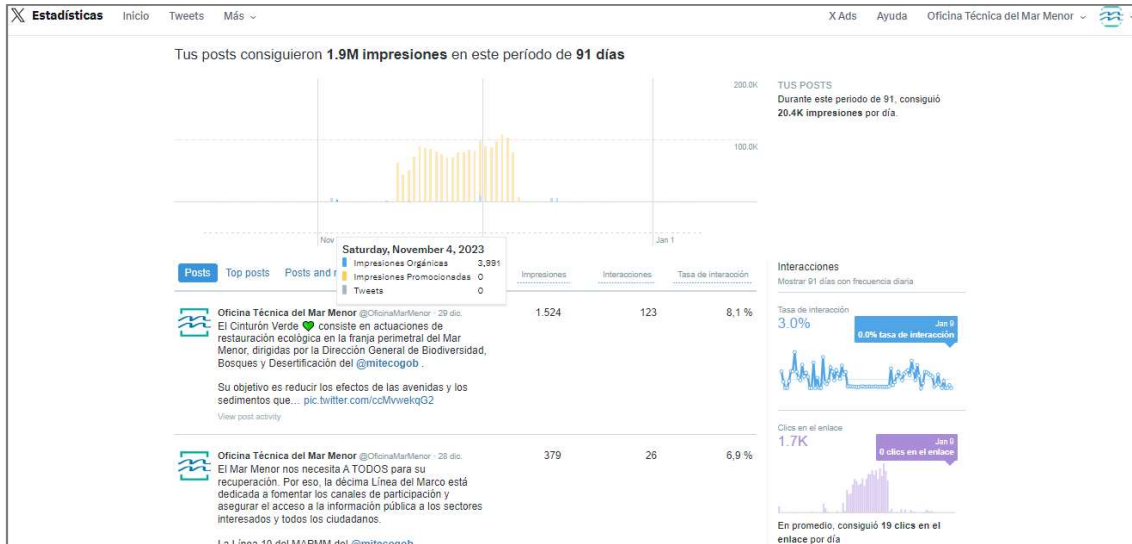 X Estadísticas Inicio Tweets Más X Ads Ayuda Oficina Técnica del Mar Menor
Tus posts consiguieron 1.9M impresiones en este período de 91 días
200.0K
100.0K
Nov
Jan 1
Saturday, November 4, 2023
Impresiones Orgánicas 3,991
Impresiones Promocionadas 0
Tweets 0
TUS POSTS
Durante este periodo de 91, consiguió
20.4K impresiones por día.
Posts Top posts Posts and r Impresiones Interacciones Tasa de interacción
Oficina Técnica del Mar Menor @OficinaMarMenor · 29 dic. 1.524 123 8,1 %
El Cinturón Verde 💚 consiste en actuaciones de
restauración ecológica en la franja perimetral del Mar
Menor, dirigidas por la Dirección General de Biodiversidad,
Bosques y Desertificación del @mitecogob .
Su objetivo es reducir los efectos de las avenidas y los
sedimentos que… pic.twitter.com/ccMvwekqG2
View post activity
Oficina Técnica del Mar Menor @OficinaMarMenor · 28 dic. 379 26 6,9 %
El Mar Menor nos necesita A TODOS para su
recuperación. Por eso, la décima Línea del Marco está
dedicada a fomentar los canales de participación y
asegurar el acceso a la información pública a los sectores
interesados y todos los ciudadanos.
La Línea 10 del MAPMM del @mitecogob
Interacciones
Mostrar 91 días con frecuencia diaria
Tasa de interacción
3.0%
Jan 9
0.0% tasa de interacción
Clics en el enlace
1.7K
Jan 9
0 clics en el enlace
En promedio, consiguió 19 clics en el
enlace por día